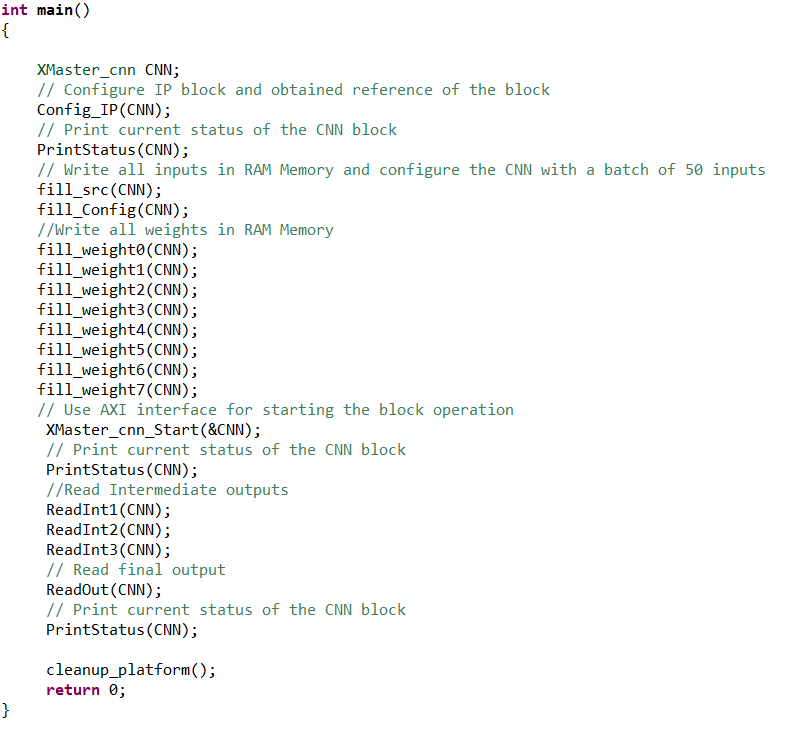 int main()
{
XMaster_cnn CNN;
// Configure IP block and obtained reference of the block
Config_IP(CNN);
// Print current status of the CNN block
PrintStatus(CNN);
// Write all inputs in RAM Memory and configure the CNN with a batch of 50 inputs
fill_src(CNN);
fill_Config(CNN);
//Write all weights in RAM Memory
fill_weight0(CNN);
fill_weight1(CNN);
fill_weight2(CNN);
fill_weight3(CNN);
fill_weight4(CNN);
fill_weight5(CNN);
fill_weight6(CNN);
fill_weight7(CNN);
// Use AXI interface for starting the block operation
XMaster_cnn_Start(&CNN);
// Print current status of the CNN block
PrintStatus(CNN);
//Read Intermediate outputs
ReadInt1(CNN);
ReadInt2(CNN);
ReadInt3(CNN);
// Read final output
ReadOut(CNN);
// Print current status of the CNN block
PrintStatus(CNN);
cleanup_platform();
return 0;
}